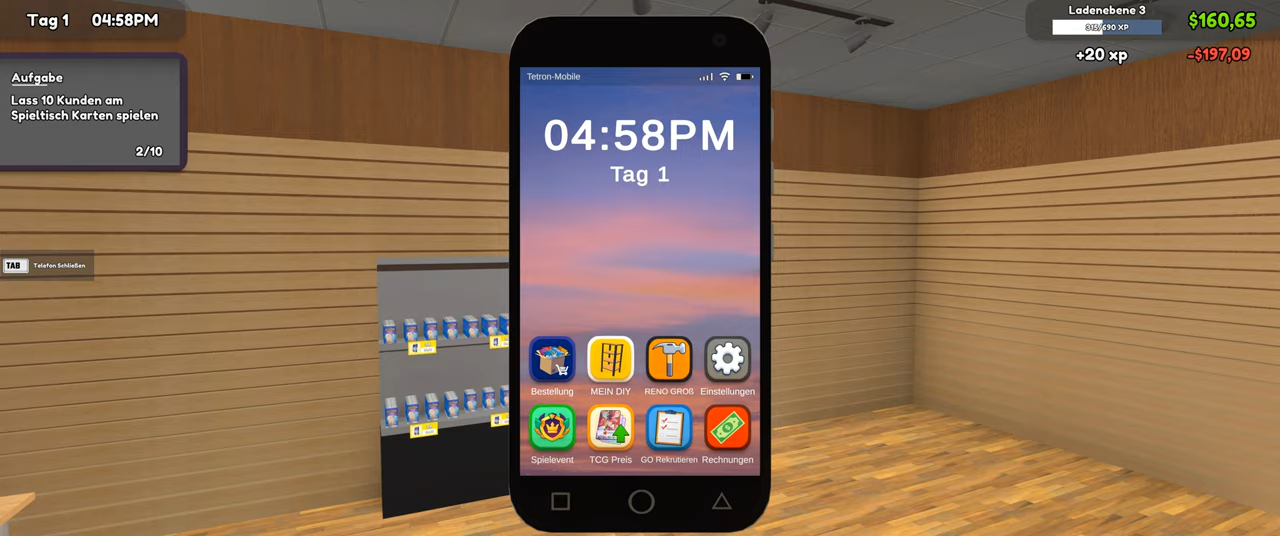 Tag 1 04:58PM
Aufgabe
Lass 10 Kunden am
Spieltisch Karten spielen
2/10
TAB Telefon Schließen
Tetron-Mobile
04:58PM
Tag 1
Bestellung MEIN DIY RENO GROß Einstellungen
Spielevent TCG Preis GO Rekrutieren Rechnungen
Ladenebene 3
315/690 XP
$160,65
+20 xp
-$197,09